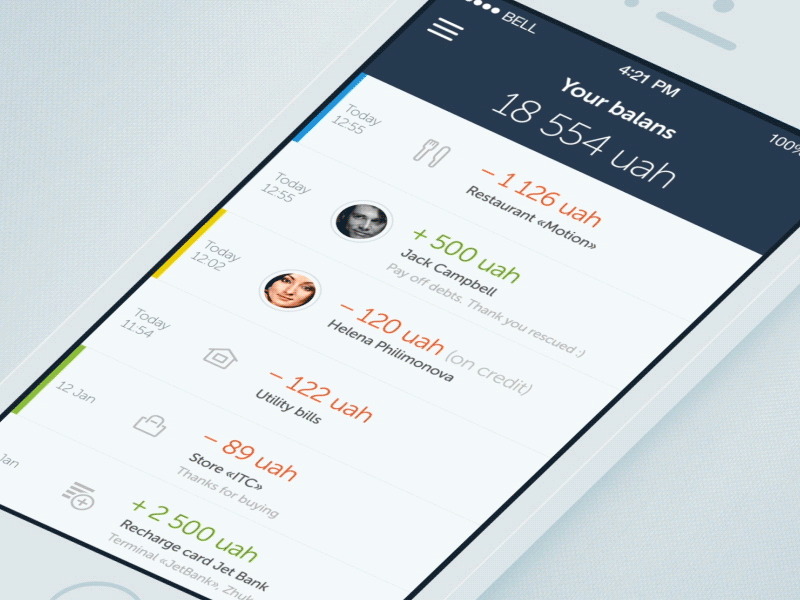 BELL
4:21 PM
100%
Your balans
18 554 uah
Today
12:55
– 1 126 uah
Restaurant «Motion»
Today
12:55
+ 500 uah
Jack Campbell
Pay off debts. Thank you rescued :)
Today
12:02
– 120 uah (on credit)
Helena Philimonova
Today
11:54
– 122 uah
Utility bills
12 Jan
– 89 uah
Store «ITC»
Thanks for buying
Jan
+ 2 500 uah
Recharge card Jet Bank
Terminal «JetBank», Zhuk